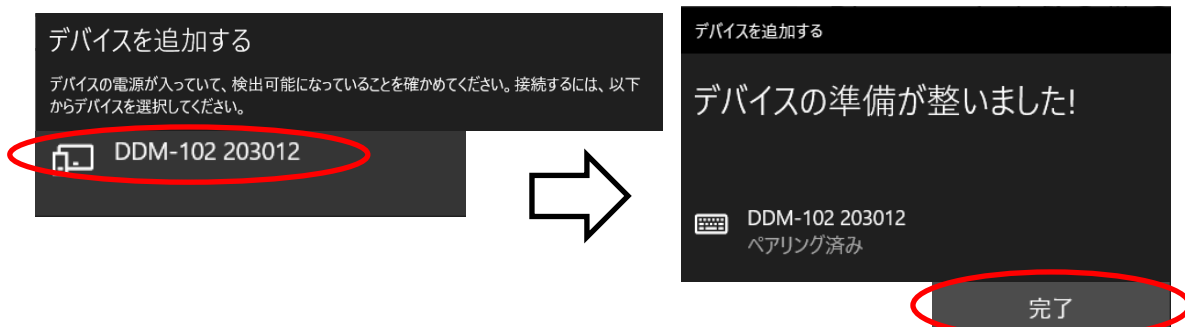 デバイスを追加する
デバイスの電源が入っていて、検出可能になっていることを確かめてください。接続するには、以下
からデバイスを選択してください。
DDM-102 203012
デバイスを追加する
デバイスの準備が整いました!
DDM-102 203012
ペアリング済み
完了